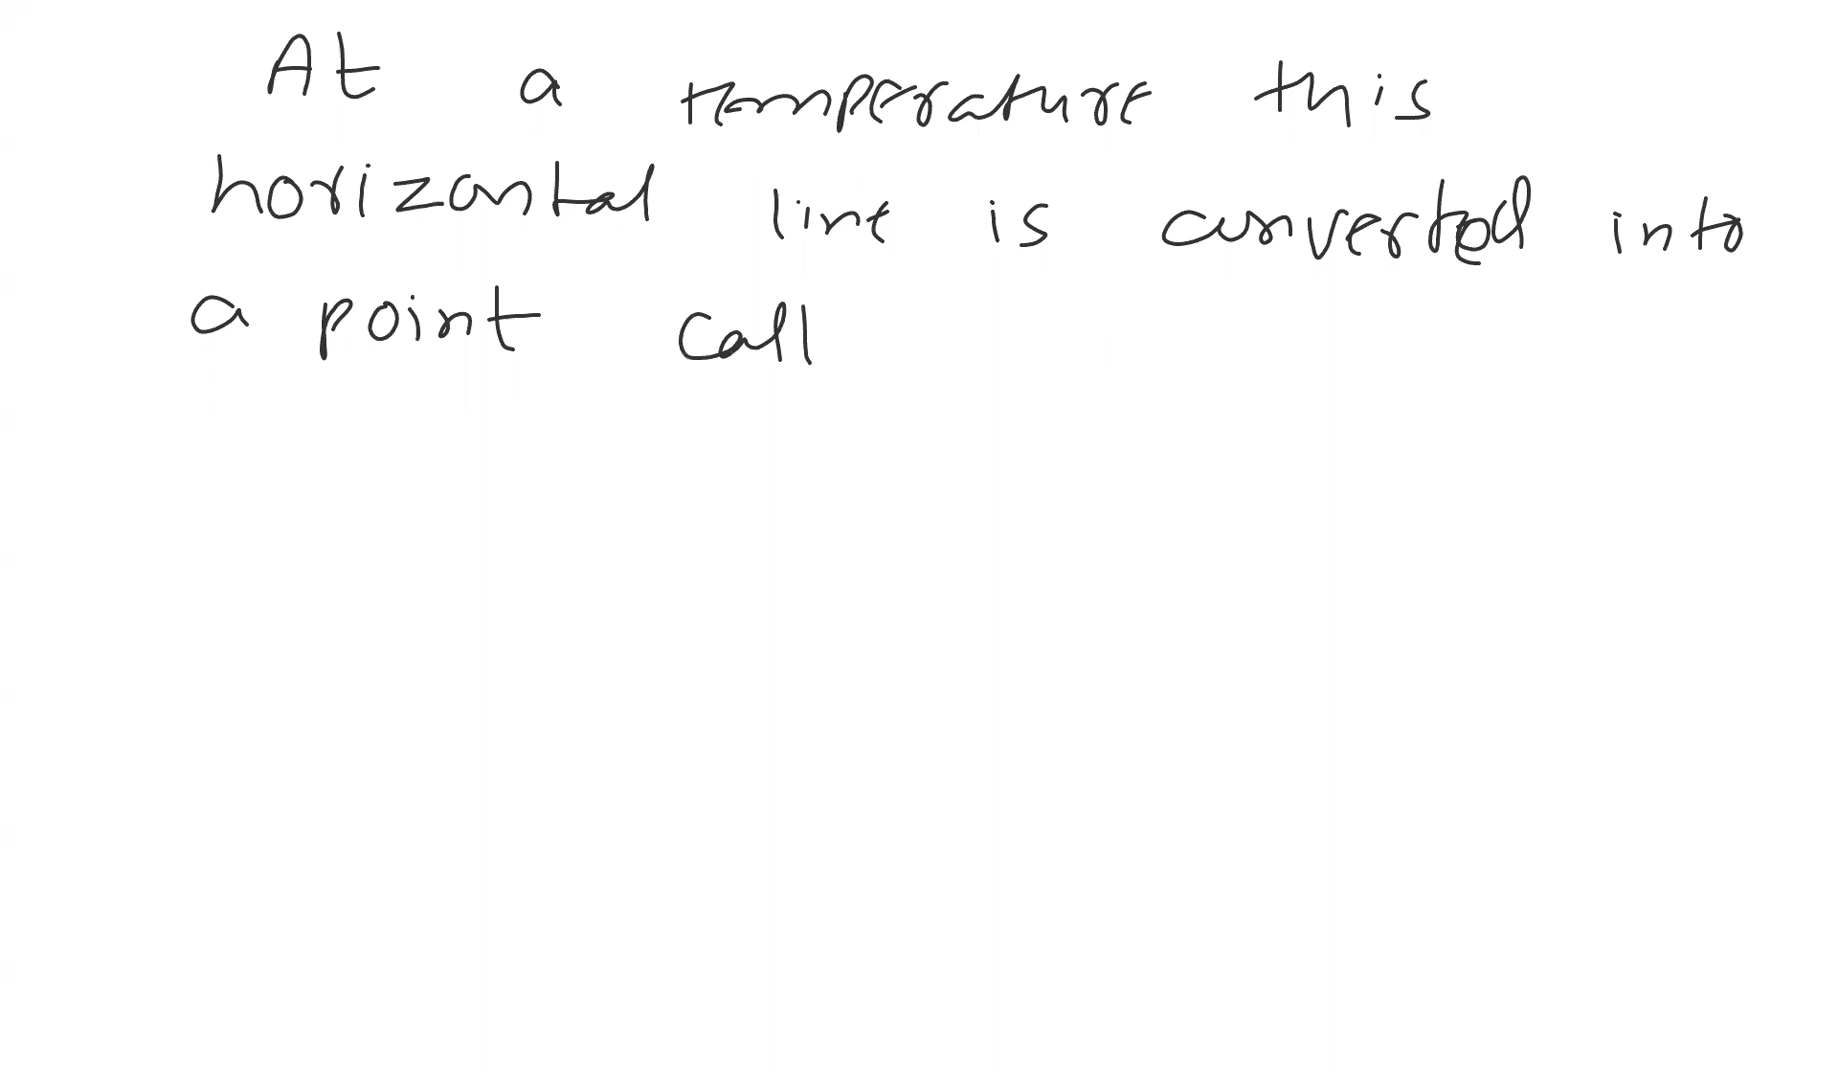 At a temperature this
horizontal line is converted into
a point call